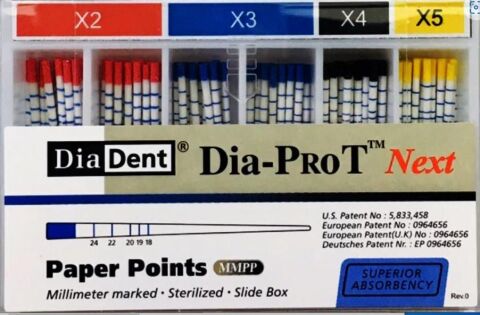 X2 X3 X4 X5
DiaDent® Dia-ProT™ Next
24 22 20 19 18
U.S. Patent No : 5,833,458
European Patent No : 0964656
European Patent(U.K) No : 0964656
Deutsches Patent Nr. : EP 0964656
Paper Points MMPP
Millimeter marked · Sterilized · Slide Box
SUPERIOR
ABSORBENCY
Rev.0